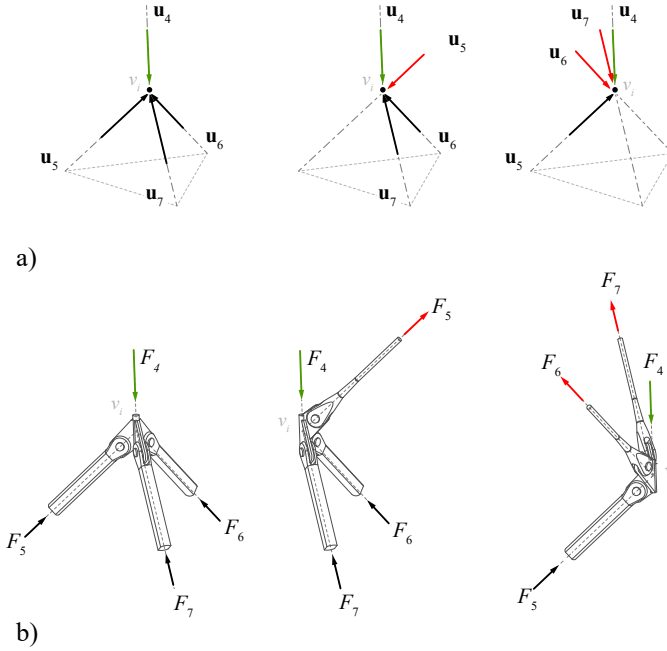 u₄ u₄ u₇ u₄
u₅ u₆
vᵢ vᵢ vᵢ
u₅ u₆ u₆ u₅
u₇ u₇
a)
F₇
F₅
F₄ F₄ F₆ F₄
vᵢ vᵢ
F₅ F₆ F₆
F₇ F₇ F₅
b)